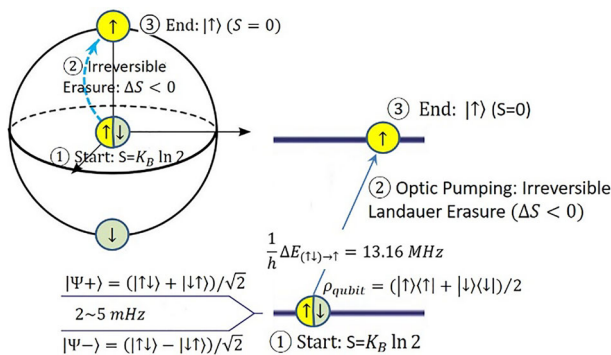 ↑ ③ End: |↑⟩ (S = 0)
② Irreversible
Erasure: ΔS < 0
↑ ↓
① Start: S=K_B ln 2
↓
③ End: |↑⟩ (S=0)
↑
② Optic Pumping: Irreversible
Landauer Erasure (ΔS < 0)
1/h ΔE_(↑↓)→↑ = 13.16 MHz
|Ψ+⟩ = (|↑↓⟩ + |↓↑⟩)/√2
ρ_qubit = (|↑⟩⟨↑| + |↓⟩⟨↓|)/2
2~5 mHz
↑ ↓
|Ψ−⟩ = (|↑↓⟩ − |↓↑⟩)/√2
① Start: S=K_B ln 2